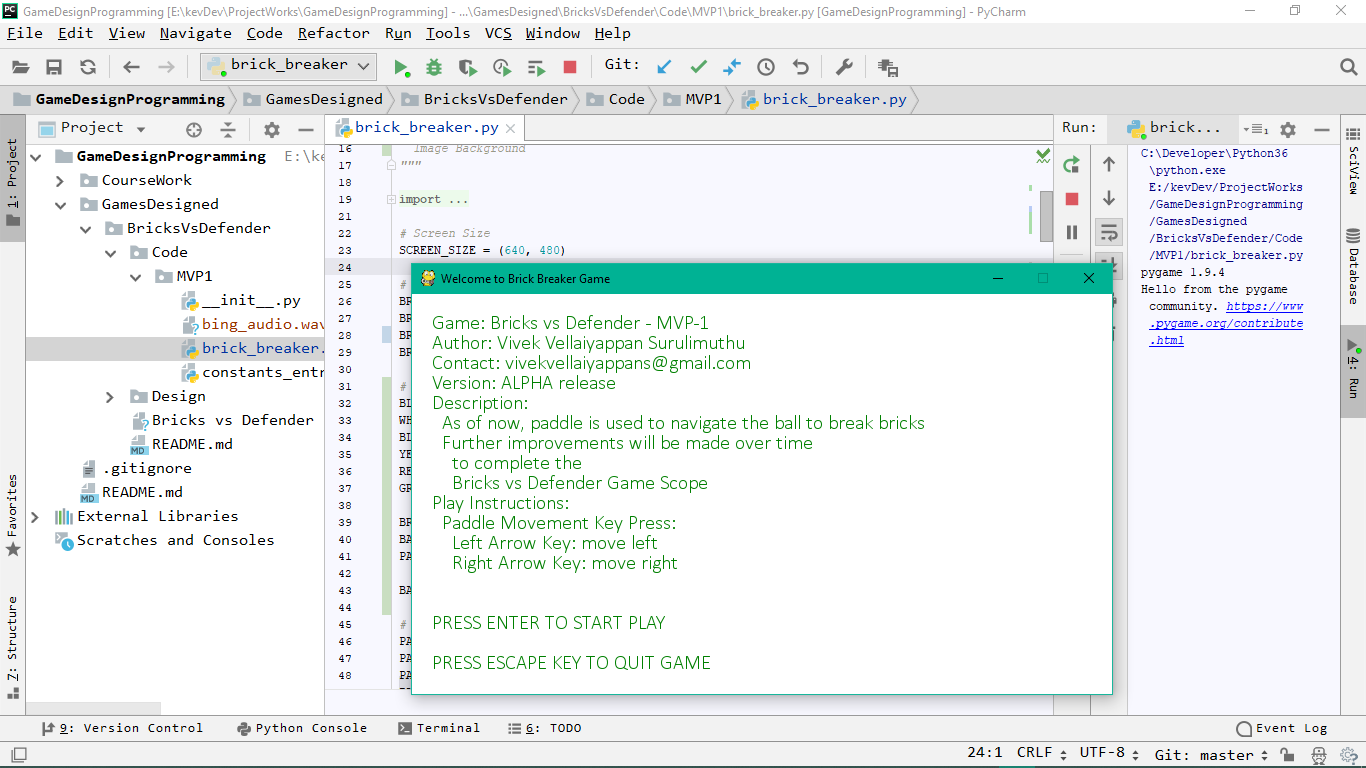 GameDesignProgramming [E:\kevDev\ProjectWorks\GameDesignProgramming] - ...\GamesDesigned\BricksVsDefender\Code\MVP1\brick_breaker.py [GameDesignProgramming] - PyCharm
File Edit View Navigate Code Refactor Run Tools VCS Window Help
brick_breaker Git:
GameDesignProgramming GamesDesigned BricksVsDefender Code MVP1 brick_breaker.py
1: Project
Z: Structure
Favorites
Project
GameDesignProgramming E:\ke
CourseWork
GamesDesigned
BricksVsDefender
Code
MVP1
__init__.py
bing_audio.wav
brick_breaker.
constants_entr
Design
Bricks vs Defender
README.md
.gitignore
README.md
External Libraries
Scratches and Consoles
brick_breaker.py
16 Image Background
17 """
18
19 import ...
21
22 # Screen Size
23 SCREEN_SIZE = (640, 480)
24
25 #
26 BR
27 BR
28 BR
29 BR
30
31 #
32 BL
33 WH
34 BL
35 YE
36 RE
37 GR
38
39 BR
40 BA
41 PA
42
43 BA
44
45 #
46 PA
47 PA
48 PA
Welcome to Brick Breaker Game
Game: Bricks vs Defender - MVP-1
Author: Vivek Vellaiyappan Surulimuthu
Contact: vivekvellaiyappans@gmail.com
Version: ALPHA release
Description:
As of now, paddle is used to navigate the ball to break bricks
Further improvements will be made over time
to complete the
Bricks vs Defender Game Scope
Play Instructions:
Paddle Movement Key Press:
Left Arrow Key: move left
Right Arrow Key: move right
PRESS ENTER TO START PLAY
PRESS ESCAPE KEY TO QUIT GAME
Run: brick...
C:\Developer\Python36
\python.exe
E:/kevDev/ProjectWorks
/GameDesignProgramming
/GamesDesigned
/BricksVsDefender/Code
/MVP1/brick_breaker.py
pygame 1.9.4
Hello from the pygame
community. https://www
.pygame.org/contribute
.html
SciView
Database
4: Run
9: Version Control Python Console Terminal 6: TODO Event Log
24:1 CRLF UTF-8 Git: master